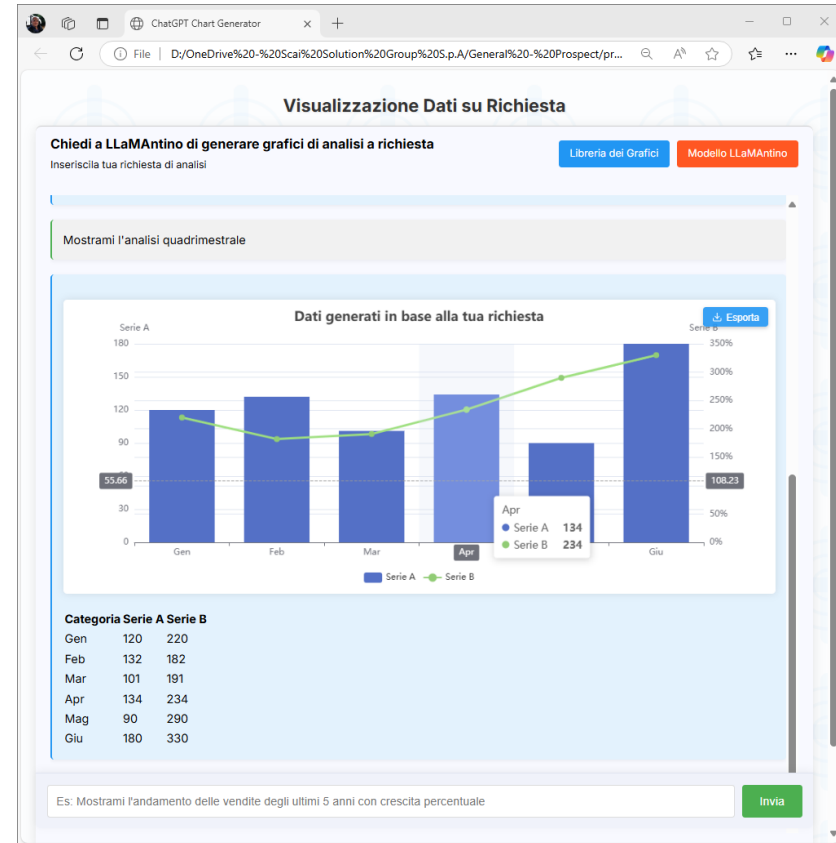 ChatGPT Chart Generator
File
D:/OneDrive%20-%20Scai%20Solution%20Group%20S.p.A/General%20-%20Prospect/pr...
Visualizzazione Dati su Richiesta
Chiedi a LLaMAntino di generare grafici di analisi a richiesta
Inseriscila tua richiesta di analisi
Libreria dei Grafici
Modello LLaMAntino
Mostrami l'analisi quadrimestrale
Dati generati in base alla tua richiesta
Esporta
Serie A
Serie B
180
150
120
90
55.66
30
0
350%
300%
250%
200%
150%
108.23
50%
0%
Gen
Feb
Mar
Apr
Giu
Apr
Serie A 134
Serie B 234
Serie A
Serie B
Categoria Serie A Serie B
Gen 120 220
Feb 132 182
Mar 101 191
Apr 134 234
Mag 90 290
Giu 180 330
Es: Mostrami l'andamento delle vendite degli ultimi 5 anni con crescita percentuale
Invia